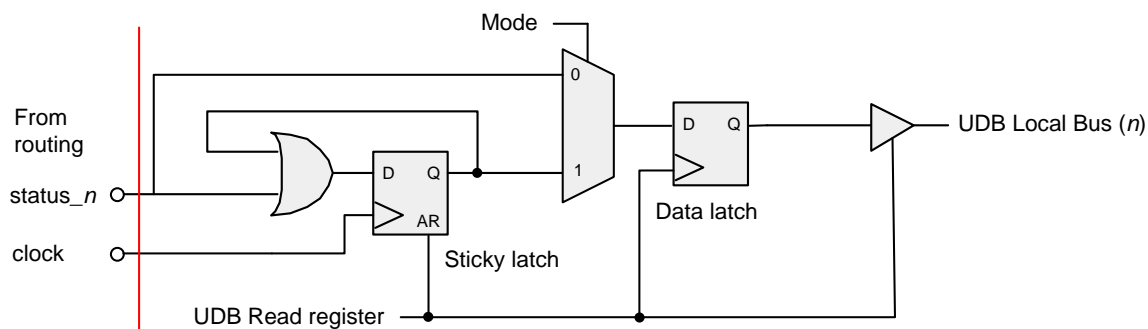 Mode
0
From
routing
D
Q
UDB Local Bus (n)
1
D
Q
status_n
Data latch
AR
clock
Sticky latch
UDB Read register